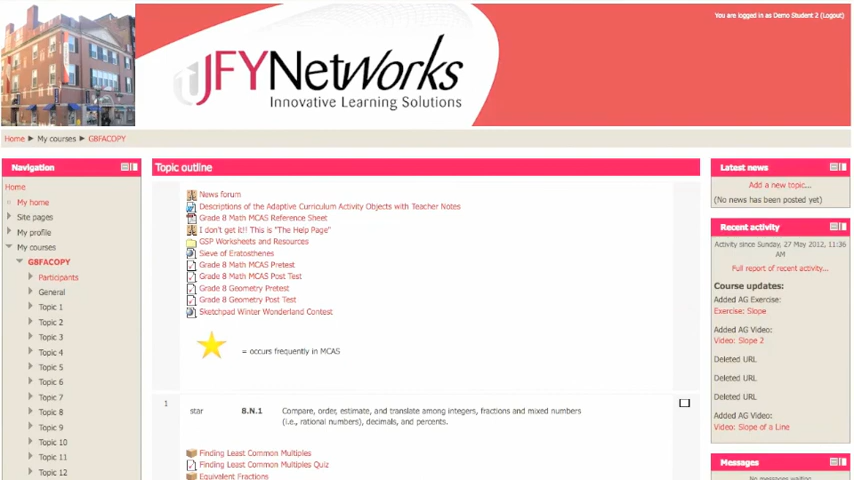 You are logged in as Demo Student 2 (Logout)
JFYNetWorks
Innovative Learning Solutions
Home ► My courses ► GBFACOPY
Navigation
Home
My home
Site pages
My profile
My courses
GBFACOPY
Participants
General
Topic 1
Topic 2
Topic 3
Topic 4
Topic 5
Topic 6
Topic 7
Topic 8
Topic 9
Topic 10
Topic 11
Topic 12
Topic outline
News forum
Descriptions of the Adaptive Curriculum Activity Objects with Teacher Notes
Grade 8 Math MCAS Reference Sheet
I don't get it!! This is "The Help Page"
GSP Worksheets and Resources
Sieve of Eratosthenes
Grade 8 Math MCAS Pretest
Grade 8 Math MCAS Post Test
Grade 8 Geometry Pretest
Grade 8 Geometry Post Test
Sketchpad Winter Wonderland Contest
= occurs frequently in MCAS
1
star 8.N.1 Compare, order, estimate, and translate among integers, fractions and mixed numbers
(i.e., rational numbers), decimals, and percents.
Finding Least Common Multiples
Finding Least Common Multiples Quiz
Equivalent Fractions
Latest news
Add a new topic...
(No news has been posted yet)
Recent activity
Activity since Sunday, 27 May 2012, 11:36
AM
Full report of recent activity...
Course updates:
Added AG Exercise:
Exercise: Slope
Added AG Video:
Video: Slope 2
Deleted URL
Deleted URL
Deleted URL
Added AG Video:
Video: Slope of a Line
Messages
No messages waiting